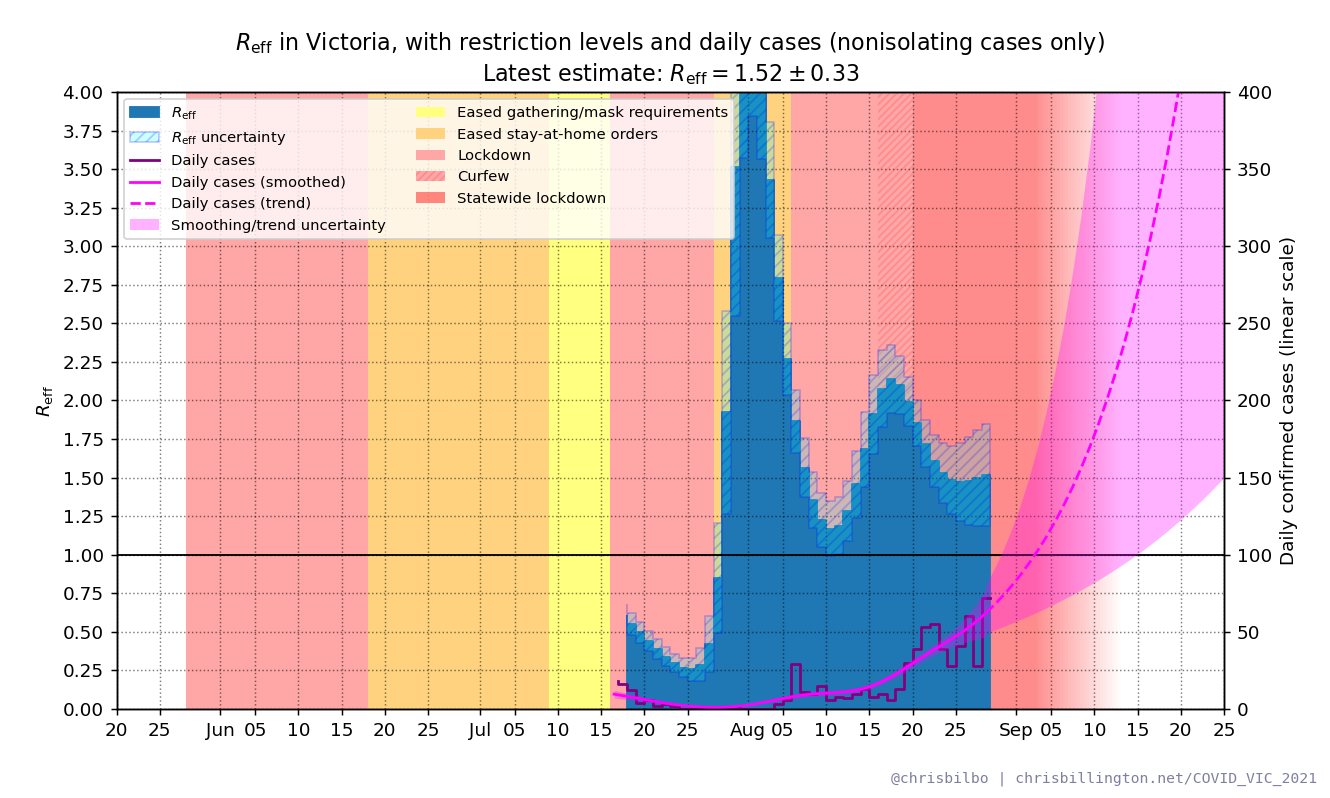 Reff in Victoria, with restriction levels and daily cases (nonisolating cases only)
Latest estimate: Reff = 1.52 ± 0.33
Reff
Reff uncertainty
Daily cases
Daily cases (smoothed)
Daily cases (trend)
Smoothing/trend uncertainty
Eased gathering/mask requirements
Eased stay-at-home orders
Lockdown
Curfew
Statewide lockdown
4.00
3.75
3.50
3.25
3.00
2.75
2.50
2.25
2.00
1.75
1.50
1.25
1.00
0.75
0.50
0.25
0.00
Reff
400
350
300
250
200
150
100
50
0
Daily confirmed cases (linear scale)
20 25 Jun 05 10 15 20 25 Jul 05 10 15 20 25 Aug 05 10 15 20 25 Sep 05 10 15 20 25
@chrisbilbo | chrisbillington.net/COVID_VIC_2021